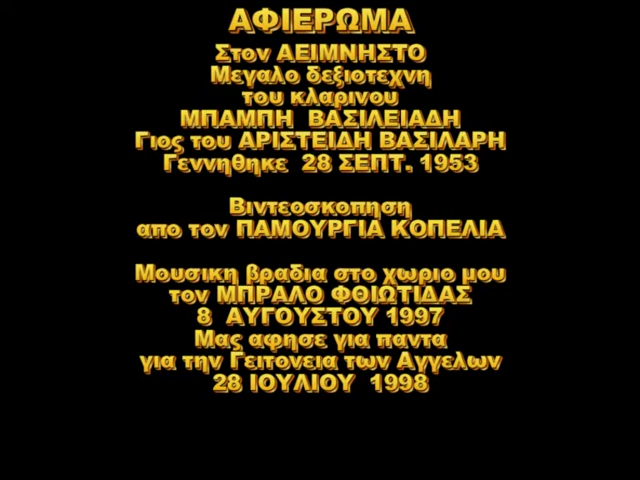 ΑΦΙΕΡΩΜΑ
Στον ΑΕΙΜΝΗΣΤΟ
Μεγαλο δεξιοτεχνη
του κλαρινου
ΜΠΑΜΠΗ ΒΑΣΙΛΕΙΑΔΗ
Γιος του ΑΡΙΣΤΕΙΔΗ ΒΑΣΙΛΑΡΗ
Γεννηθηκε 28 ΣΕΠΤ. 1953
Βιντεοσκοπηση
απο τον ΠΑΜΟΥΡΓΙΑ ΚΟΠΕΛΙΑ
Μουσικη βραδια στο χωριο μου
τον ΜΠΡΑΛΟ ΦΘΙΩΤΙΔΑΣ
8 ΑΥΓΟΥΣΤΟΥ 1997
Μας αφησε για παντα
για την Γειτονεια των Αγγελων
28 ΙΟΥΛΙΟΥ 1998